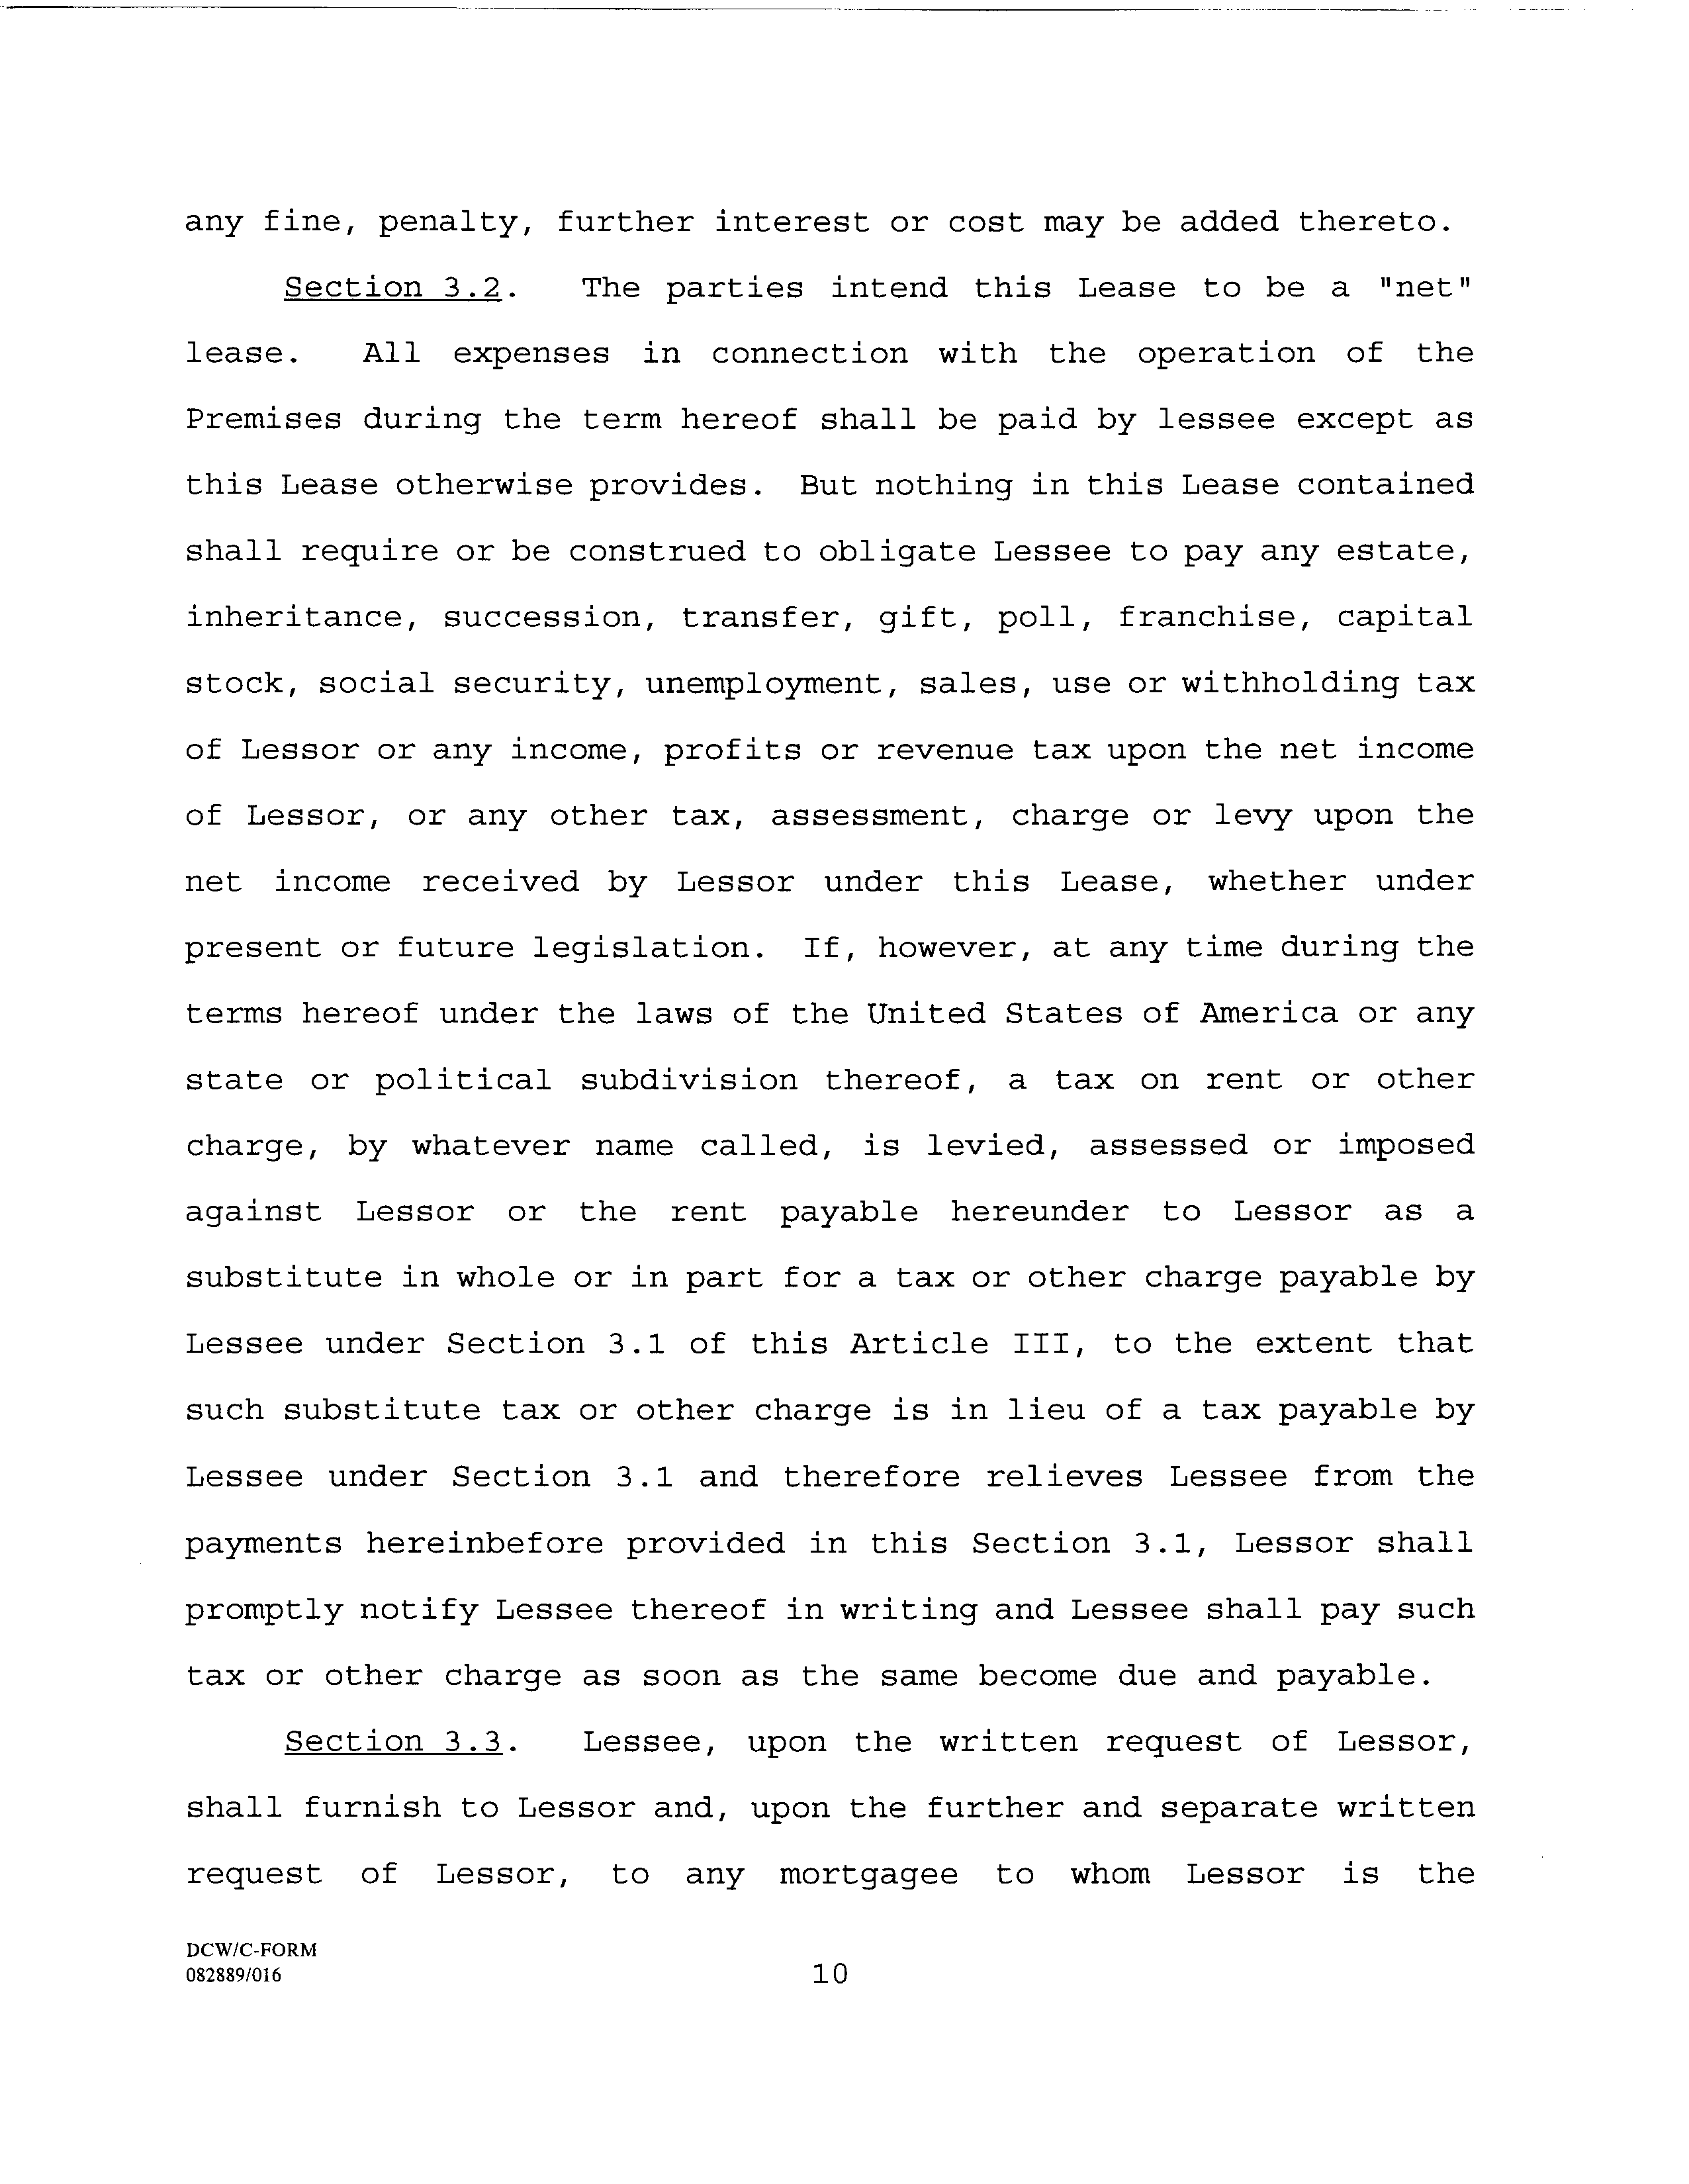 any fine, penalty, further interest or cost may be added thereto.
Section 3.2. The parties intend this Lease to be a "net"
lease. All expenses in connection with the operation of the
Premises during the term hereof shall be paid by lessee except as
this Lease otherwise provides. But nothing in this Lease contained
shall require or be construed to obligate Lessee to pay any estate,
inheritance, succession, transfer, gift, poll, franchise, capital
stock, social security, unemployment, sales, use or withholding tax
of Lessor or any income, profits or revenue tax upon the net income
of Lessor, or any other tax, assessment, charge or levy upon the
net income received by Lessor under this Lease, whether under
present or future legislation. If, however, at any time during the
terms hereof under the laws of the United States of America or any
state or political subdivision thereof, a tax on rent or other
charge, by whatever name called, is levied, assessed or imposed
against Lessor or the rent payable hereunder to Lessor as a
substitute in whole or in part for a tax or other charge payable by
Lessee under Section 3.1 of this Article III, to the extent that
such substitute tax or other charge is in lieu of a tax payable by
Lessee under Section 3.1 and therefore relieves Lessee from the
payments hereinbefore provided in this Section 3.1, Lessor shall
promptly notify Lessee thereof in writing and Lessee shall pay such
tax or other charge as soon as the same become due and payable.
Section 3.3. Lessee, upon the written request of Lessor,
shall furnish to Lessor and, upon the further and separate written
request of Lessor, to any mortgagee to whom Lessor is the
DCW/C-FORM
082889/016
10